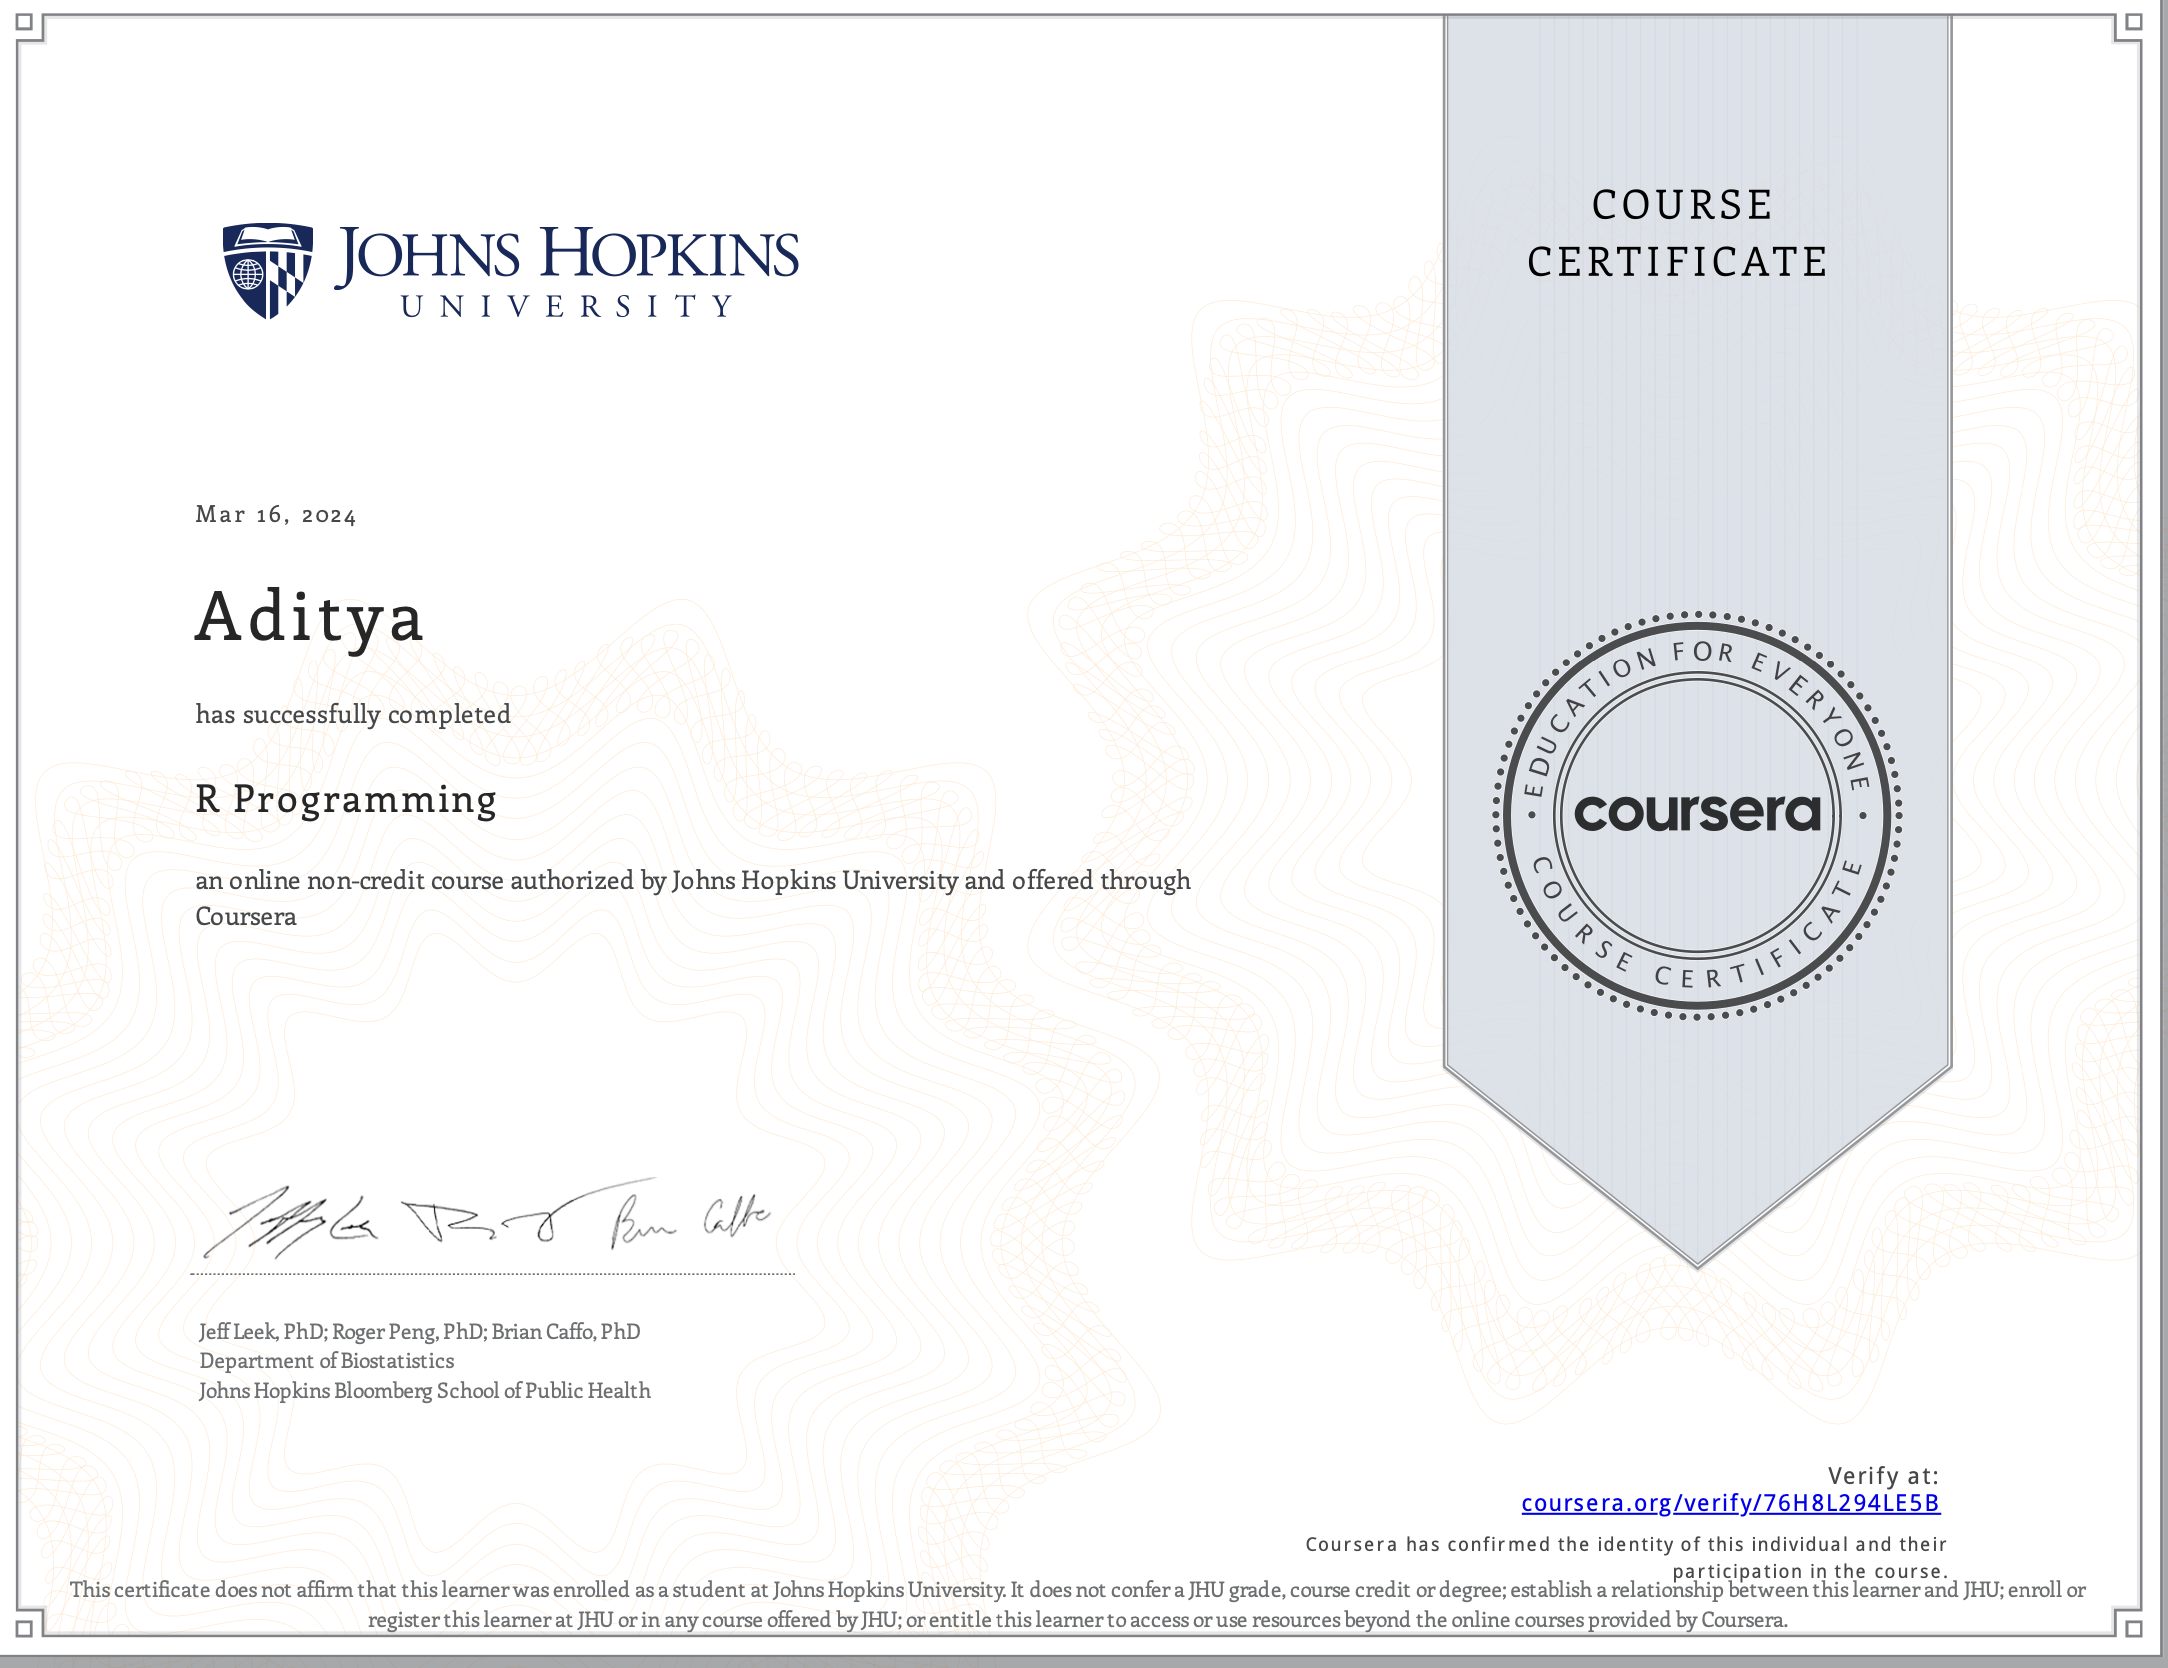 JOHNS HOPKINS
UNIVERSITY
COURSE
CERTIFICATE
Mar 16, 2024
Aditya
has successfully completed
R Programming
an online non-credit course authorized by Johns Hopkins University and offered through
Coursera
EDUCATION FOR EVERYONE
coursera
COURSE CERTIFICATE
Jeff Leek, PhD; Roger Peng, PhD; Brian Caffo, PhD
Department of Biostatistics
Johns Hopkins Bloomberg School of Public Health
Verify at:
coursera.org/verify/76H8L294LE5B
Coursera has confirmed the identity of this individual and their
participation in the course.
This certificate does not affirm that this learner was enrolled as a student at Johns Hopkins University. It does not confer a JHU grade, course credit or degree; establish a relationship between this learner and JHU; enroll or
register this learner at JHU or in any course offered by JHU; or entitle this learner to access or use resources beyond the online courses provided by Coursera.